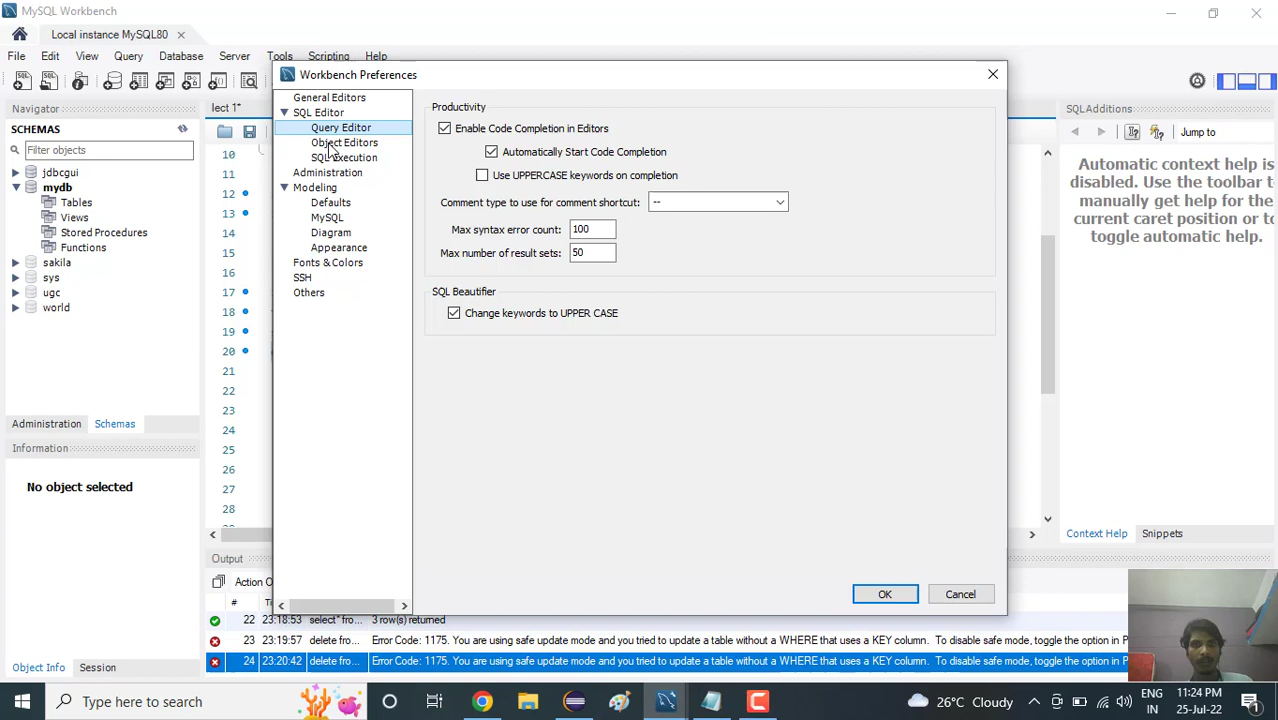 MySQL Workbench
Local instance MySQL80
File Edit View Query Database Server Tools Scripting Help
Navigator
SCHEMAS
Filter objects
jdbcgui
mydb
Tables
Views
Stored Procedures
Functions
sakila
sys
ugc
world
Administration Schemas
Information
No object selected
Object Info Session
lect 1*
10
11
12
13
14
15
16
17
18
19
20
21
22
23
24
25
26
27
28
Workbench Preferences
General Editors
SQL Editor
Query Editor
Object Editors
SQL Execution
Administration
Modeling
Defaults
MySQL
Diagram
Appearance
Fonts & Colors
SSH
Others
Productivity
Enable Code Completion in Editors
Automatically Start Code Completion
Use UPPERCASE keywords on completion
Comment type to use for comment shortcut: --
Max syntax error count: 100
Max number of result sets: 50
SQL Beautifier
Change keywords to UPPER CASE
OK Cancel
SQLAdditions
Jump to
Automatic context help is
disabled. Use the toolbar to
manually get help for the
current caret position or to
toggle automatic help.
Context Help Snippets
Output
Action O
#
22 23:18:53 select* fro... 3 row(s) returned
23 23:19:57 delete fro... Error Code: 1175. You are using safe update mode and you tried to update a table without a WHERE that uses a KEY column. To disable safe mode, toggle the option in P
24 23:20:42 delete fro... Error Code: 1175. You are using safe update mode and you tried to update a table without a WHERE that uses a KEY column. To disable safe mode, toggle the option in P
Type here to search
26°C Cloudy
ENG
IN
11:24 PM
25-Jul-22
1